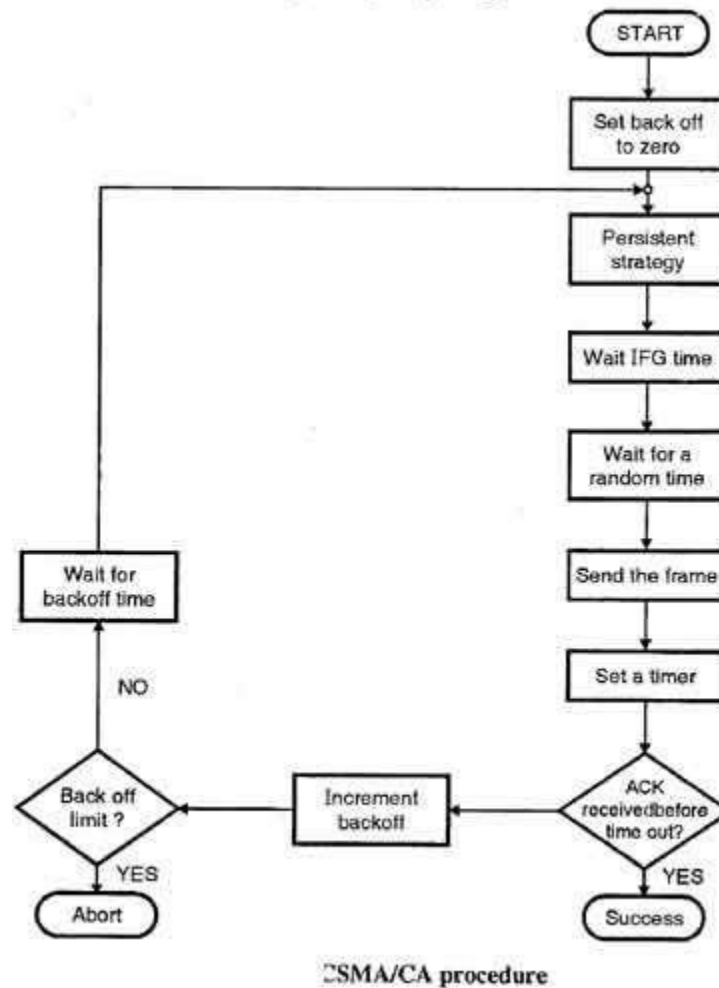 START
Set back off
to zero
Persistent
strategy
Wait IFG time
Wait for a
random time
Send the frame
Set a timer
ACK
receivedbefore
time out?
YES
Success
Increment
backoff
Back off
limit ?
YES
Abort
NO
Wait for
backoff time
CSMA/CA procedure